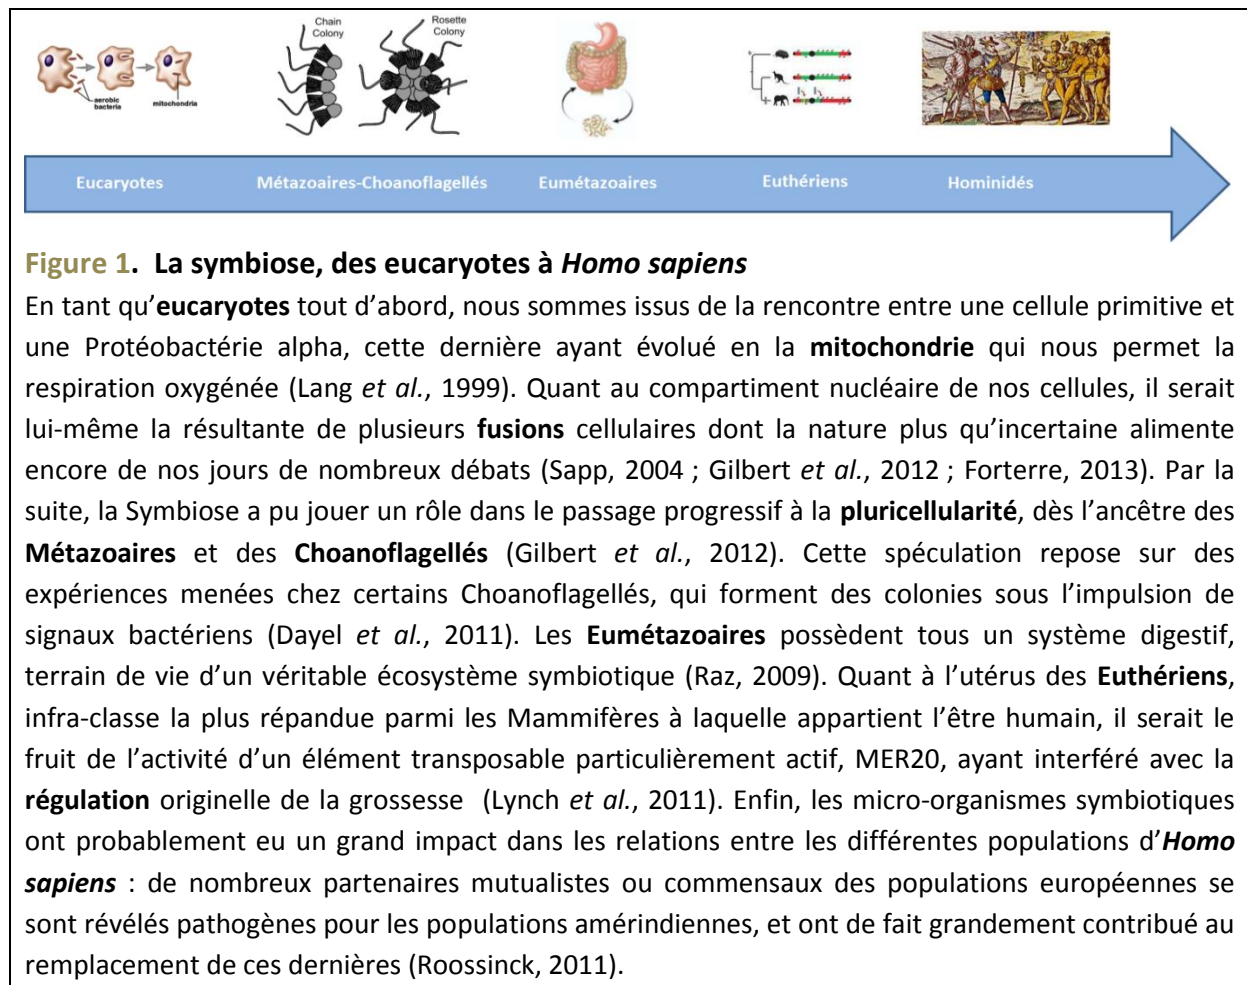 Chain
Colony
Rosette
Colony
aerobic
bacteria
mitochondria
Eucaryotes
Métazoaires-Choanoflagellés
Eumétazoaires
Euthériens
Hominidés
Figure 1. La symbiose, des eucaryotes à Homo sapiens
En tant qu’eucaryotes tout d’abord, nous sommes issus de la rencontre entre une cellule primitive et
une Protéobactérie alpha, cette dernière ayant évolué en la mitochondrie qui nous permet la
respiration oxygénée (Lang et al., 1999). Quant au compartiment nucléaire de nos cellules, il serait
lui-même la résultante de plusieurs fusions cellulaires dont la nature plus qu’incertaine alimente
encore de nos jours de nombreux débats (Sapp, 2004 ; Gilbert et al., 2012 ; Forterre, 2013). Par la
suite, la Symbiose a pu jouer un rôle dans le passage progressif à la pluricellularité, dès l’ancêtre des
Métazoaires et des Choanoflagellés (Gilbert et al., 2012). Cette spéculation repose sur des
expériences menées chez certains Choanoflagellés, qui forment des colonies sous l’impulsion de
signaux bactériens (Dayel et al., 2011). Les Eumétazoaires possèdent tous un système digestif,
terrain de vie d’un véritable écosystème symbiotique (Raz, 2009). Quant à l’utérus des Euthériens,
infra-classe la plus répandue parmi les Mammifères à laquelle appartient l’être humain, il serait le
fruit de l’activité d’un élément transposable particulièrement actif, MER20, ayant interféré avec la
régulation originelle de la grossesse (Lynch et al., 2011). Enfin, les micro-organismes symbiotiques
ont probablement eu un grand impact dans les relations entre les différentes populations d’Homo
sapiens : de nombreux partenaires mutualistes ou commensaux des populations européennes se
sont révélés pathogènes pour les populations amérindiennes, et ont de fait grandement contribué au
remplacement de ces dernières (Roossinck, 2011).